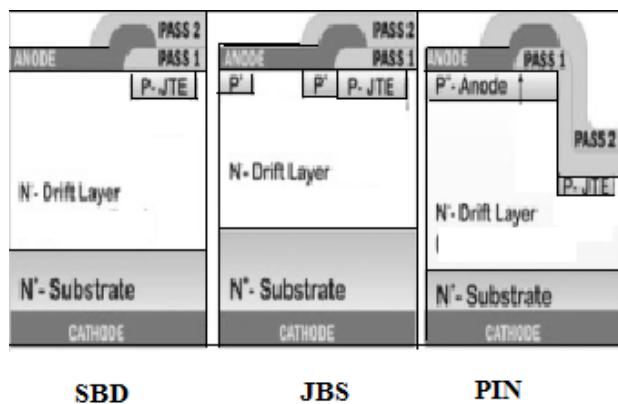 PASS 2
ANODE PASS 1
P- JTE
N⁻- Drift Layer
N⁺- Substrate
CATHODE
SBD
PASS 2
ANODE PASS 1
P⁺ P⁺ P- JTE
N- Drift Layer
N⁺- Substrate
CATHODE
JBS
ANODE PASS 1
P⁺- Anode
PASS 2
P- JTE
N⁻- Drift Layer
N⁺- Substrate
CATHODE
PIN